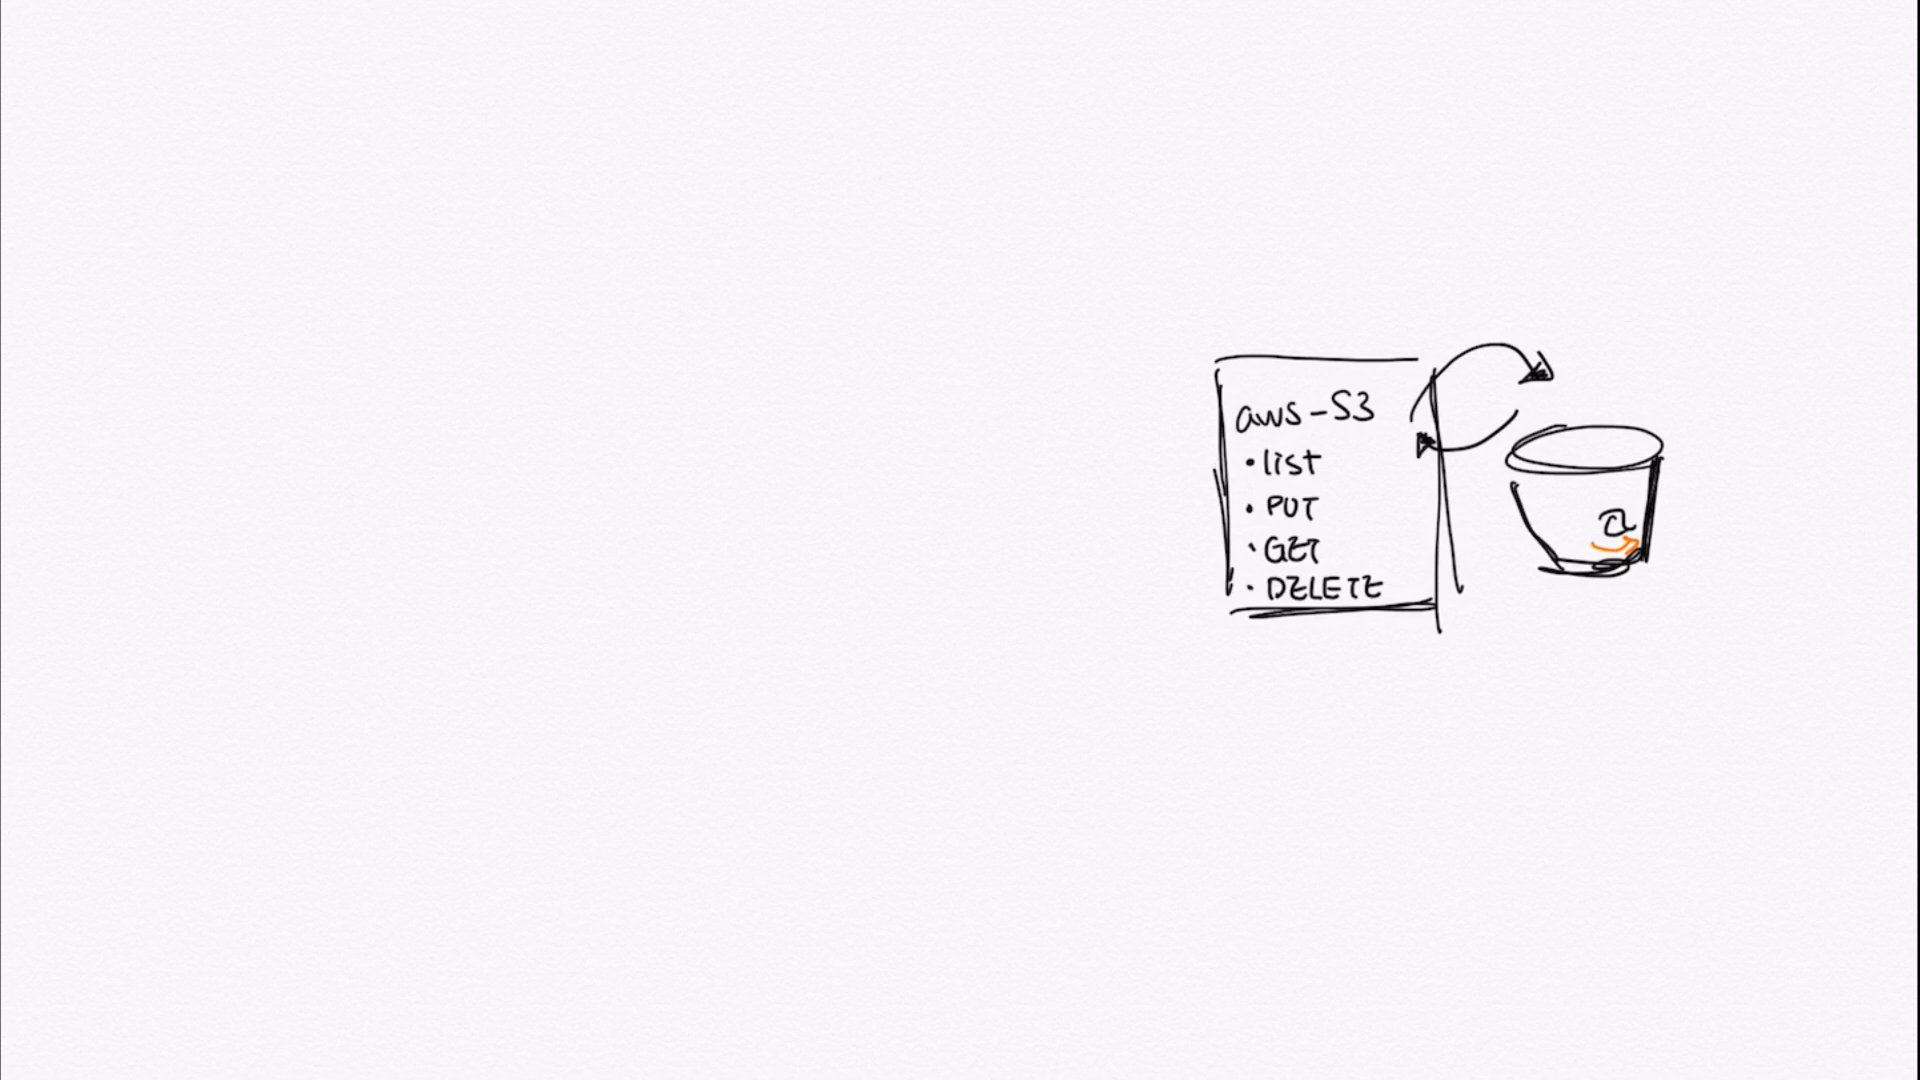 aws-S3
• list
• PUT
• GET
• DELETE
a